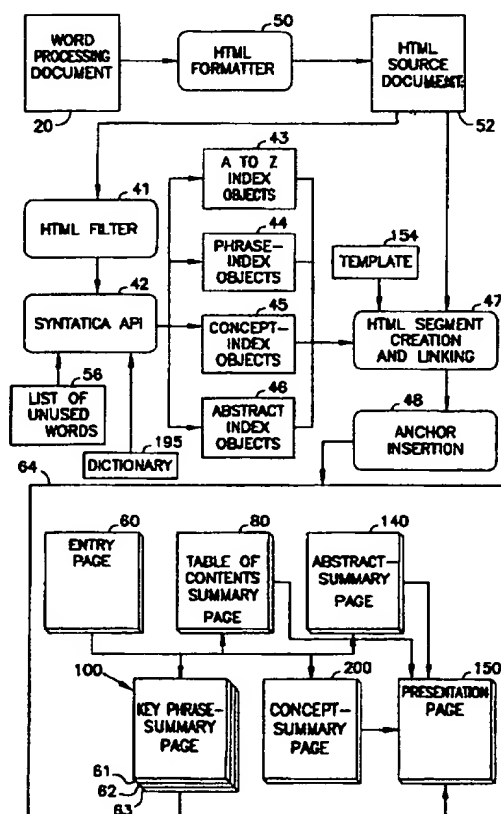 50
WORD
PROCESSING
DOCUMENT
HTML
FORMATTER
HTML
SOURCE
DOCUMENT
20
52
43
A TO Z
INDEX
OBJECTS
41
HTML FILTER
44
PHRASE-
INDEX
OBJECTS
154
TEMPLATE
42
SYNTATICA API
45
CONCEPT-
INDEX
OBJECTS
47
HTML SEGMENT
CREATION
AND LINKING
56
LIST OF
UNUSED
WORDS
46
ABSTRACT
INDEX
OBJECTS
48
ANCHOR
INSERTION
195
DICTIONARY
64
60
ENTRY
PAGE
80
TABLE OF
CONTENTS
SUMMARY
PAGE
140
ABSTRACT-
SUMMARY
PAGE
100
KEY PHRASE-
SUMMARY
PAGE
200
CONCEPT-
SUMMARY
PAGE
150
PRESENTATION
PAGE
61
62
63